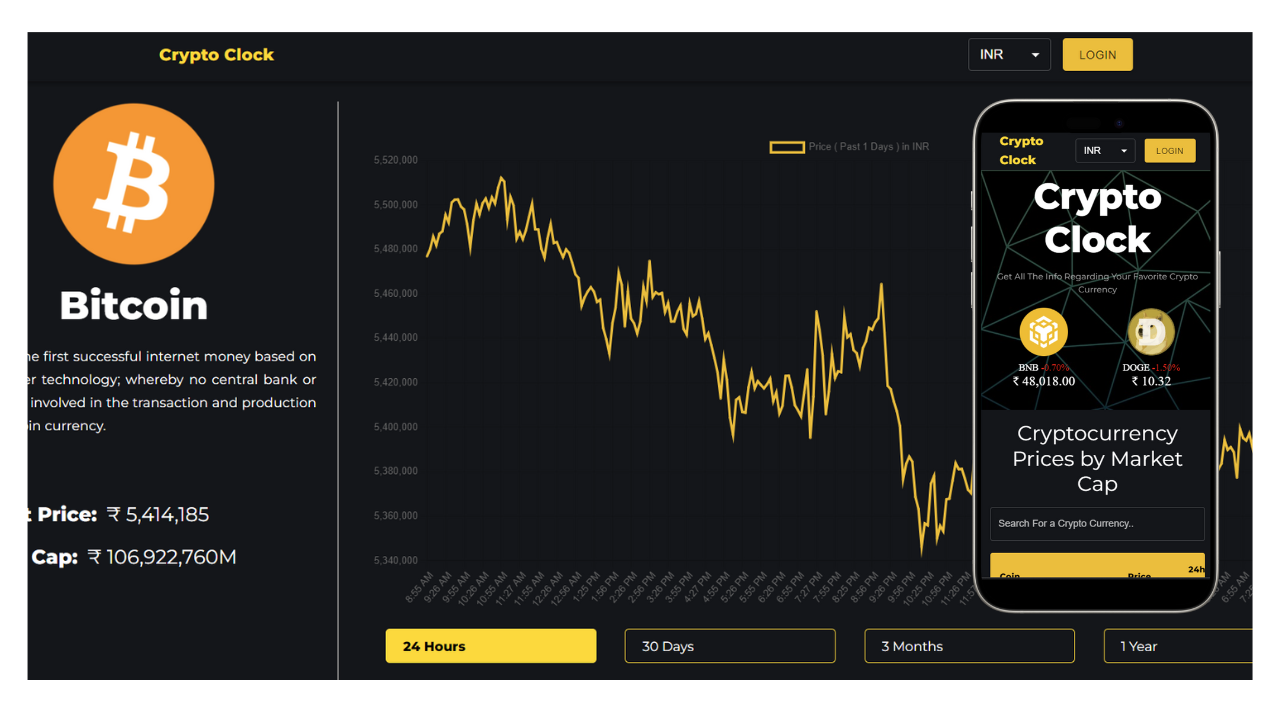 Crypto Clock
INR
LOGIN
Bitcoin
first successful internet money based on
technology; whereby no central bank or
involved in the transaction and production
currency.
Price: ₹ 5,414,185
Cap: ₹ 106,922,760M
Price ( Past 1 Days ) in INR
5,520,000
5,500,000
5,480,000
5,460,000
5,440,000
5,420,000
5,400,000
5,380,000
5,360,000
5,340,000
8:55 AM
9:26 AM
9:55 AM
10:26 AM
10:55 AM
11:27 AM
11:55 AM
12:26 AM
12:56 AM
1:25 PM
1:56 PM
2:26 PM
2:56 PM
3:26 PM
3:55 PM
4:27 PM
4:55 PM
5:26 PM
5:55 PM
6:26 PM
6:55 PM
7:27 PM
7:55 PM
8:25 PM
8:56 PM
9:26 PM
9:56 PM
10:25 PM
10:56 PM
11:26 PM
24 Hours
30 Days
3 Months
1 Year
Crypto
Clock
INR
LOGIN
Crypto
Clock
Get All The Info Regarding Your Favorite Crypto
Currency
BNB -0.70%
₹ 48,018.00
DOGE -1.50%
₹ 10.32
Cryptocurrency
Prices by Market
Cap
Search For a Crypto Currency..
Coin
Price
24h